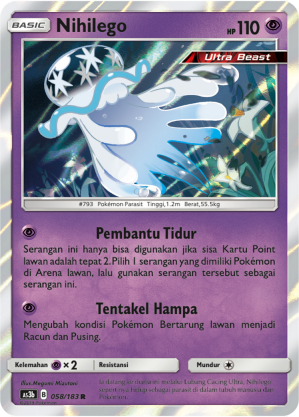 BASIC Nihilego HP 110
Ultra Beast
#793 Pokémon Parasit Tinggi,1.2m Berat,55.5kg
Pembantu Tidur
Serangan ini hanya bisa digunakan jika sisa Kartu Point
lawan adalah tepat 2.Pilih 1 serangan yang dimiliki Pokémon
di Arena lawan, lalu gunakan serangan tersebut sebagai
serangan ini.
Tentakel Hampa
Mengubah kondisi Pokémon Bertarung lawan menjadi
Racun dan Pusing.
Kelemahan ×2 Resistansi Mundur
Ilus.Megumi Mizutani
as3b B 058/183 R